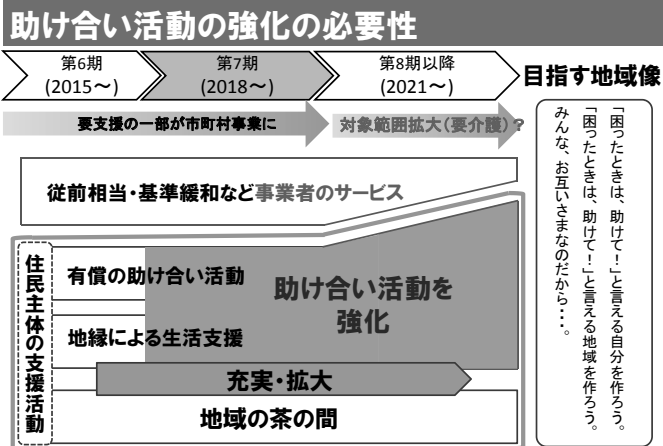 助け合い活動の強化の必要性
第6期
(2015～)
第7期
(2018～)
第8期以降
(2021～)
目指す地域像
要支援の一部が市町村事業に
対象範囲拡大(要介護)?
従前相当・基準緩和など事業者のサービス
住民主体の支援活動
有償の助け合い活動
地縁による生活支援
助け合い活動を
強化
充実・拡大
地域の茶の間
「困ったときは、助けて！」と言える自分を作ろう。
「困ったときは、助けて！」と言える地域を作ろう。
みんな、お互いさまなのだから・・・。